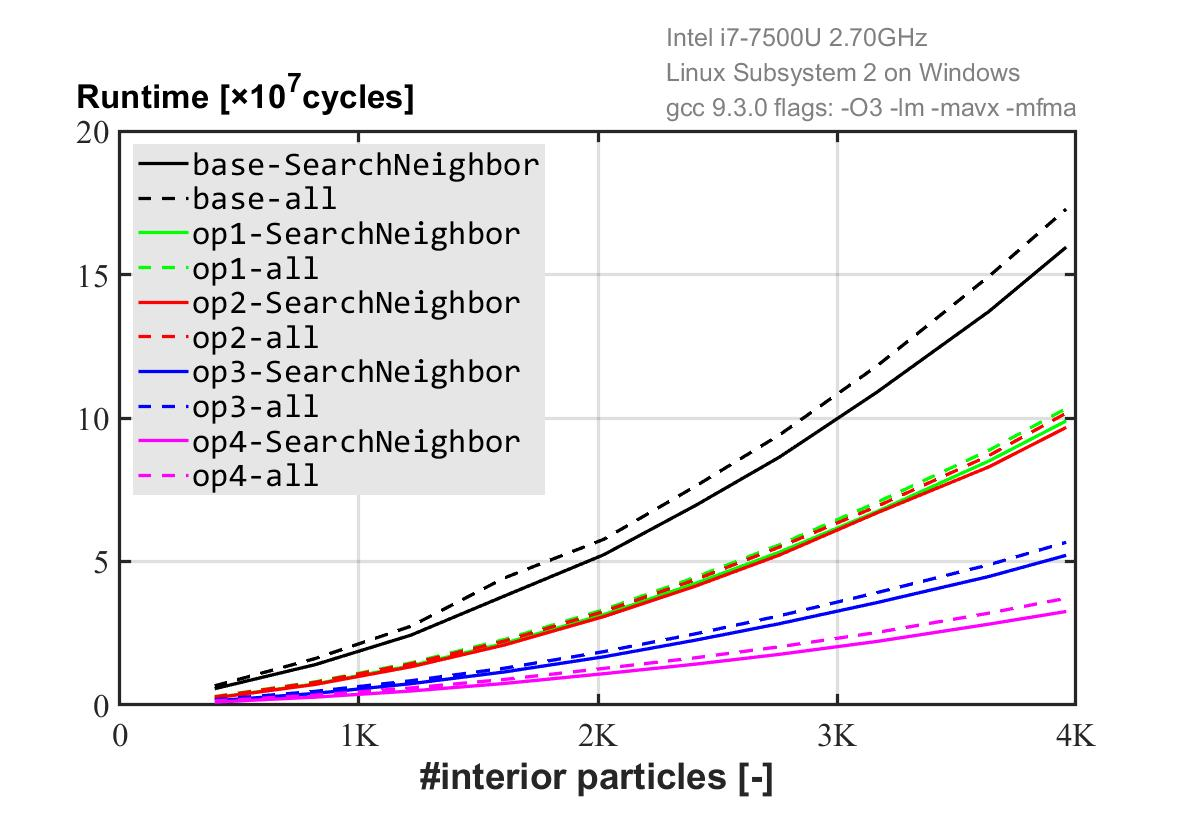 Intel i7-7500U 2.70GHz
Linux Subsystem 2 on Windows
gcc 9.3.0 flags: -O3 -lm -mavx -mfma
Runtime [×10⁷cycles]
20
15
10
5
0
base-SearchNeighbor
base-all
op1-SearchNeighbor
op1-all
op2-SearchNeighbor
op2-all
op3-SearchNeighbor
op3-all
op4-SearchNeighbor
op4-all
0 1K 2K 3K 4K
#interior particles [-]